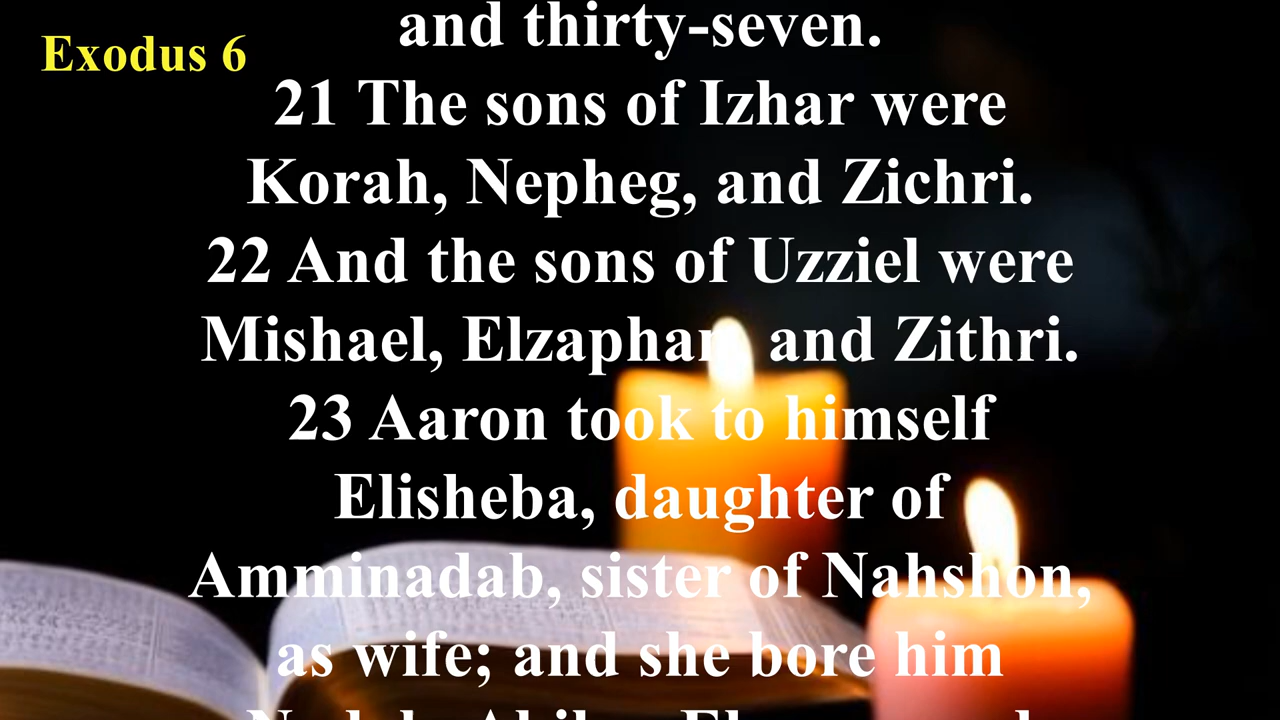 Exodus 6
and thirty-seven.
21 The sons of Izhar were
Korah, Nepheg, and Zichri.
22 And the sons of Uzziel were
Mishael, Elzaphan, and Zithri.
23 Aaron took to himself
Elisheba, daughter of
Amminadab, sister of Nahshon,
as wife; and she bore him